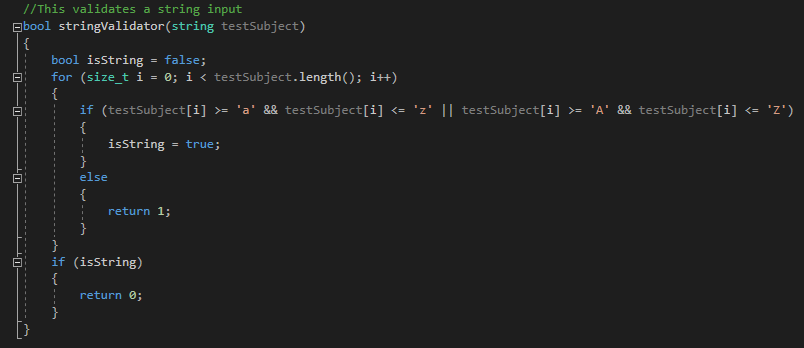 //This validates a string input
bool stringValidator(string testSubject)
{
bool isString = false;
for (size_t i = 0; i < testSubject.length(); i++)
{
if (testSubject[i] >= 'a' && testSubject[i] <= 'z' || testSubject[i] >= 'A' && testSubject[i] <= 'Z')
{
isString = true;
}
else
{
return 1;
}
}
if (isString)
{
return 0;
}
}